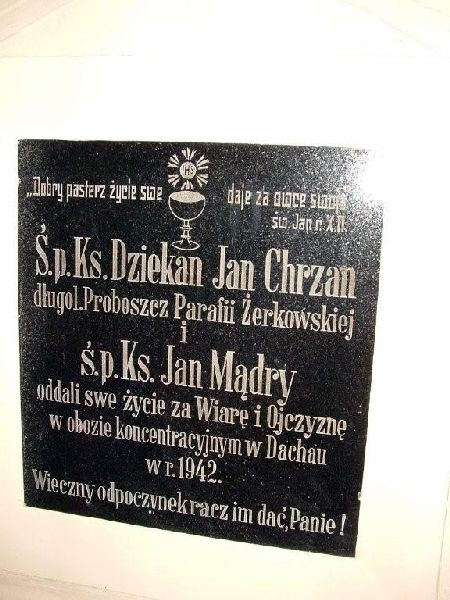 „Dobry pasterz życie swe daje za owce swoje"
św. Jan r. X.11.
Ś.p. Ks. Dziekan Jan Chrzan
długol. Proboszcz Parafii Żerkowskiej
i
ś.p. Ks. Jan Mądry
oddali swe życie za Wiarę i Ojczyznę
w obozie koncentracyjnym w Dachau
w r. 1942.
Wieczny odpoczynek racz im dać, Panie!